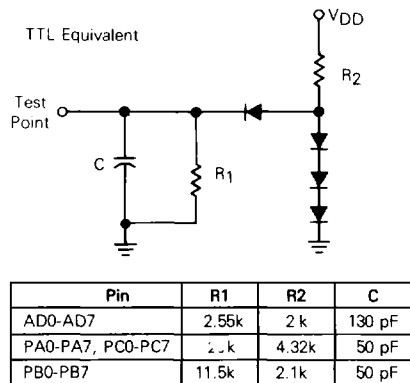 TTL Equivalent
VDD
R2
Test
Point
C
R1
Pin R1 R2 C
AD0-AD7 2.55k 2k 130 pF
PA0-PA7, PC0-PC7 4.32k 50 pF
PB0-PB7 11.5k 2.1k 50 pF